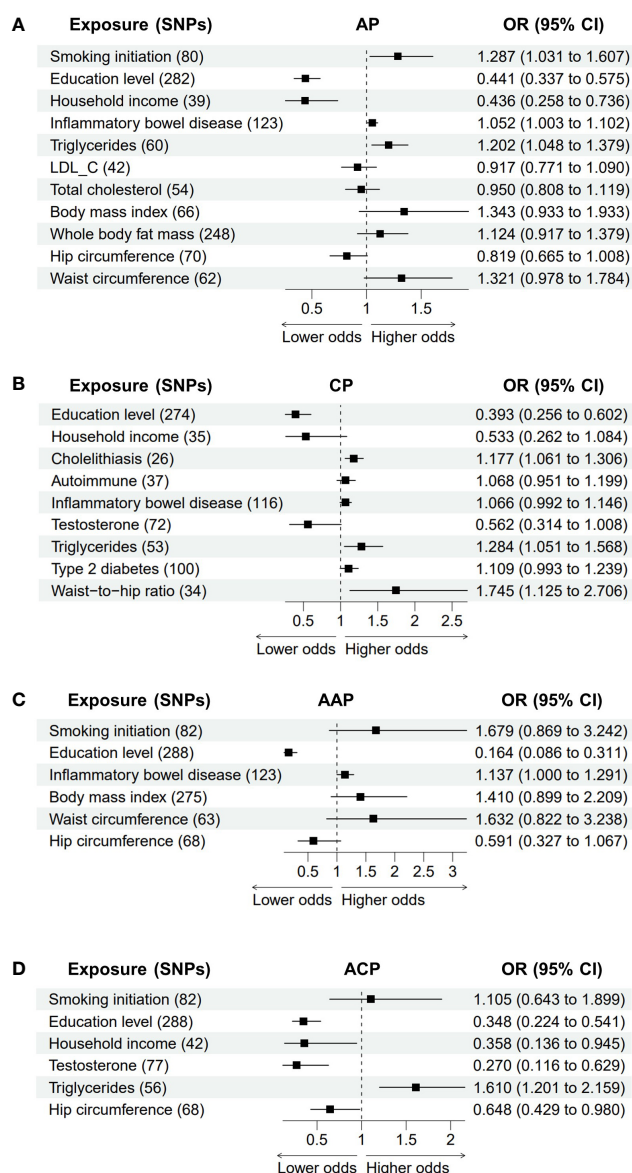 A Exposure (SNPs) AP OR (95% CI)
Smoking initiation (80) 1.287 (1.031 to 1.607)
Education level (282) 0.441 (0.337 to 0.575)
Household income (39) 0.436 (0.258 to 0.736)
Inflammatory bowel disease (123) 1.052 (1.003 to 1.102)
Triglycerides (60) 1.202 (1.048 to 1.379)
LDL_C (42) 0.917 (0.771 to 1.090)
Total cholesterol (54) 0.950 (0.808 to 1.119)
Body mass index (66) 1.343 (0.933 to 1.933)
Whole body fat mass (248) 1.124 (0.917 to 1.379)
Hip circumference (70) 0.819 (0.665 to 1.008)
Waist circumference (62) 1.321 (0.978 to 1.784)
0.5 1 1.5
Lower odds Higher odds
B Exposure (SNPs) CP OR (95% CI)
Education level (274) 0.393 (0.256 to 0.602)
Household income (35) 0.533 (0.262 to 1.084)
Cholelithiasis (26) 1.177 (1.061 to 1.306)
Autoimmune (37) 1.068 (0.951 to 1.199)
Inflammatory bowel disease (116) 1.066 (0.992 to 1.146)
Testosterone (72) 0.562 (0.314 to 1.008)
Triglycerides (53) 1.284 (1.051 to 1.568)
Type 2 diabetes (100) 1.109 (0.993 to 1.239)
Waist−to−hip ratio (34) 1.745 (1.125 to 2.706)
0.5 1 1.5 2 2.5
Lower odds Higher odds
C Exposure (SNPs) AAP OR (95% CI)
Smoking initiation (82) 1.679 (0.869 to 3.242)
Education level (288) 0.164 (0.086 to 0.311)
Inflammatory bowel disease (123) 1.137 (1.000 to 1.291)
Body mass index (275) 1.410 (0.899 to 2.209)
Waist circumference (63) 1.632 (0.822 to 3.238)
Hip circumference (68) 0.591 (0.327 to 1.067)
0.5 1 1.5 2 2.5 3
Lower odds Higher odds
D Exposure (SNPs) ACP OR (95% CI)
Smoking initiation (82) 1.105 (0.643 to 1.899)
Education level (288) 0.348 (0.224 to 0.541)
Household income (42) 0.358 (0.136 to 0.945)
Testosterone (77) 0.270 (0.116 to 0.629)
Triglycerides (56) 1.610 (1.201 to 2.159)
Hip circumference (68) 0.648 (0.429 to 0.980)
0.5 1 1.5 2
Lower odds Higher odds